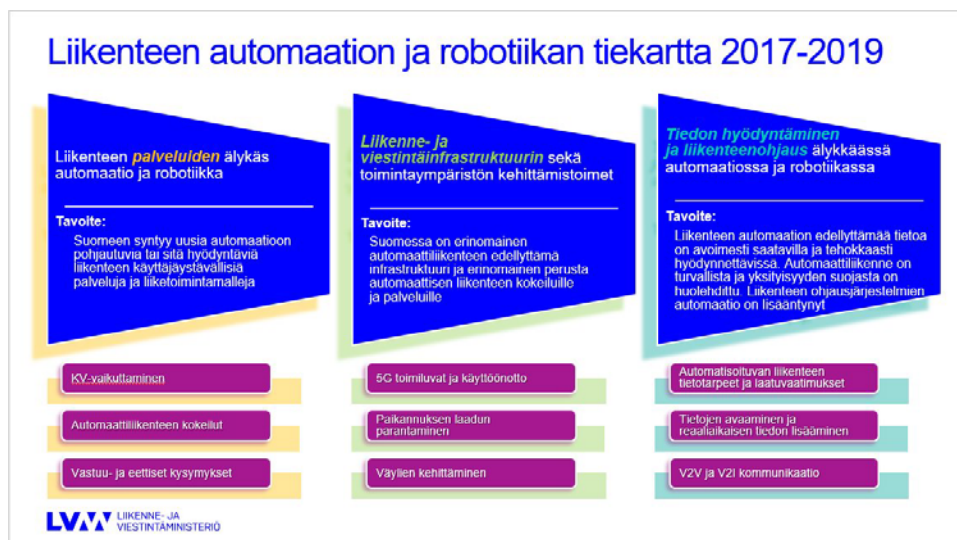 Liikenteen automaation ja robotiikan tiekartta 2017-2019
Liikenteen palveluiden älykäs
automaatio ja robotiikka
Tavoite:
Suomeen syntyy uusia automaatioon
pohjautuvia tai sitä hyödyntäviä
liikenteen käyttäjäystävällisiä
palveluja ja liiketoimintamalleja
KV-vaikuttaminen
Automaattiliikenteen kokeilut
Vastuu- ja eettiset kysymykset
Liikenne- ja
viestintäinfrastruktuurin sekä
toimintaympäristön kehittämistoimet
Tavoite:
Suomessa on erinomainen
automaattiliikenteen edellyttämä
infrastruktuuri ja erinomainen perusta
automaattisen liikenteen kokeiluille
ja palveluille
5G toimiluvat ja käyttöönotto
Paikannuksen laadun
parantaminen
Väylien kehittäminen
Tiedon hyödyntäminen
ja liikenteenohjaus älykkäässä
automaatiossa ja robotiikassa
Tavoite:
Liikenteen automaation edellyttämää tietoa
on avoimesti saatavilla ja tehokkaasti
hyödynnettävissä. Automaattiliikenne on
turvallista ja yksityisyyden suojasta on
huolehdittu. Liikenteen ohjausjärjestelmien
automaatio on lisääntynyt
Automatisoituvan liikenteen
tietotarpeet ja laatuvaatimukset
Tietojen avaaminen ja
reaaliaikaisen tiedon lisääminen
V2V ja V2I kommunikaatio
LVM LIIKENNE- JA
VIESTINTÄMINISTERIÖ